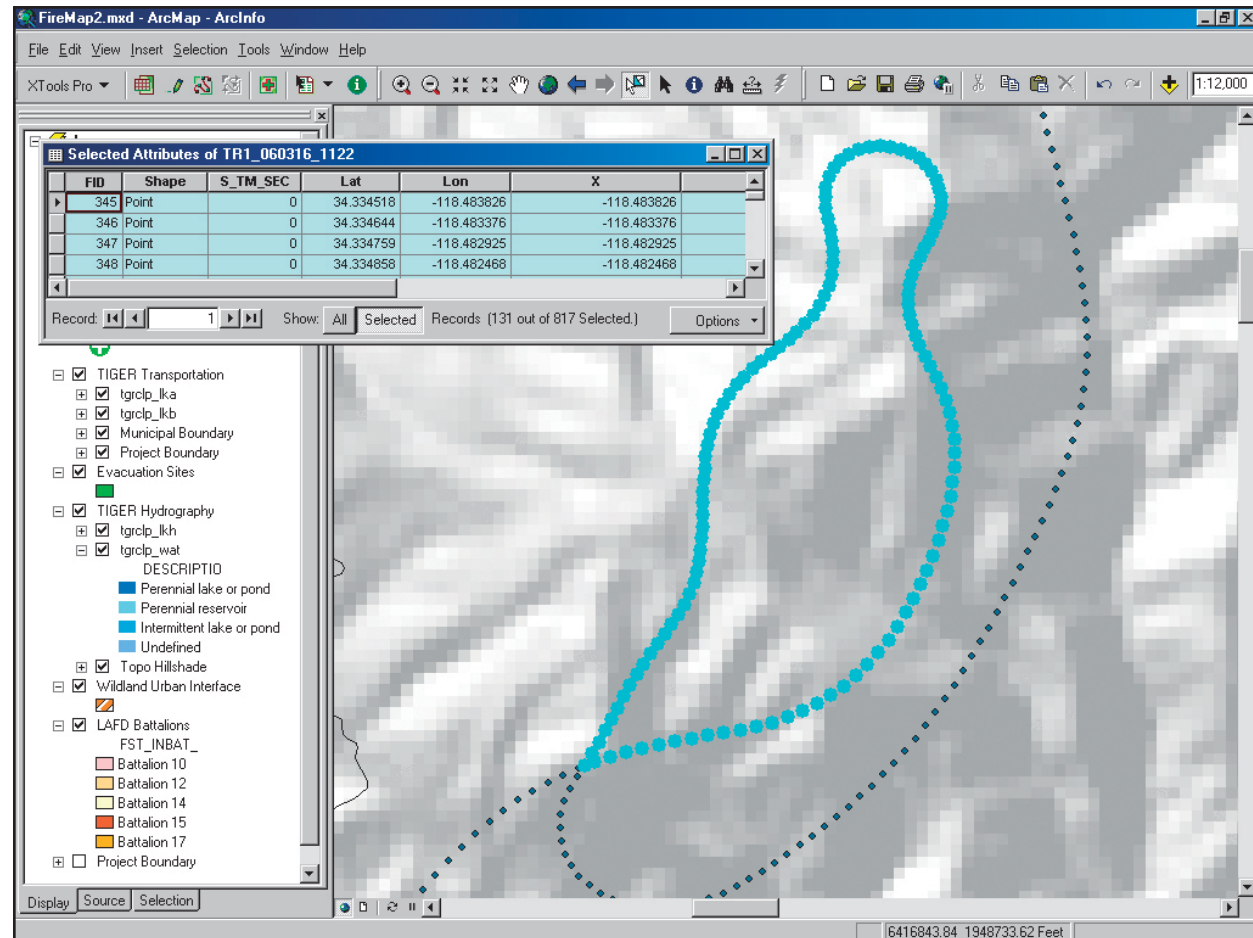 FireMap2.mxd - ArcMap - ArcInfo
File Edit View Insert Selection Tools Window Help
XTools Pro
1:12,000
Selected Attributes of TR1_060316_1122
FID Shape S_TM_SEC Lat Lon X
345 Point 0 34.334518 -118.483826 -118.483826
346 Point 0 34.334644 -118.483376 -118.483376
347 Point 0 34.334759 -118.482925 -118.482925
348 Point 0 34.334858 -118.482468 -118.482468
Record: 1 Show: All Selected Records (131 out of 817 Selected.) Options
TIGER Transportation
tgrclp_lka
tgrclp_lkb
Municipal Boundary
Project Boundary
Evacuation Sites
TIGER Hydrography
tgrclp_lkh
tgrclp_wat
DESCRIPTIO
Perennial lake or pond
Perennial reservoir
Intermittent lake or pond
Undefined
Topo Hillshade
Wildland Urban Interface
LAFD Battalions
FST_INBAT_
Battalion 10
Battalion 12
Battalion 14
Battalion 15
Battalion 17
Project Boundary
Display Source Selection
6416843.84 1948733.62 Feet